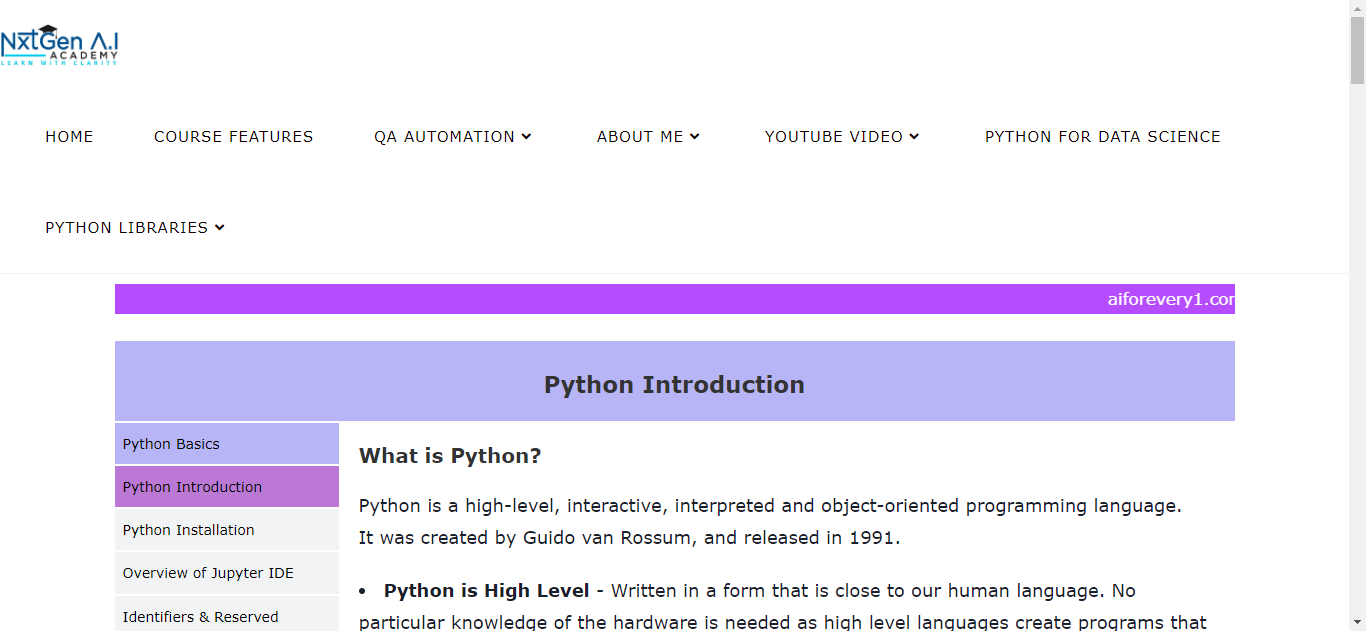 NxtGen A.I
ACADEMY
LEARN WITH CLARITY
HOME
COURSE FEATURES
QA AUTOMATION
ABOUT ME
YOUTUBE VIDEO
PYTHON FOR DATA SCIENCE
PYTHON LIBRARIES
aiforevery1.cor
Python Introduction
Python Basics
Python Introduction
Python Installation
Overview of Jupyter IDE
Identifiers & Reserved
What is Python?
Python is a high-level, interactive, interpreted and object-oriented programming language.
It was created by Guido van Rossum, and released in 1991.
• Python is High Level - Written in a form that is close to our human language. No
particular knowledge of the hardware is needed as high level languages create programs that